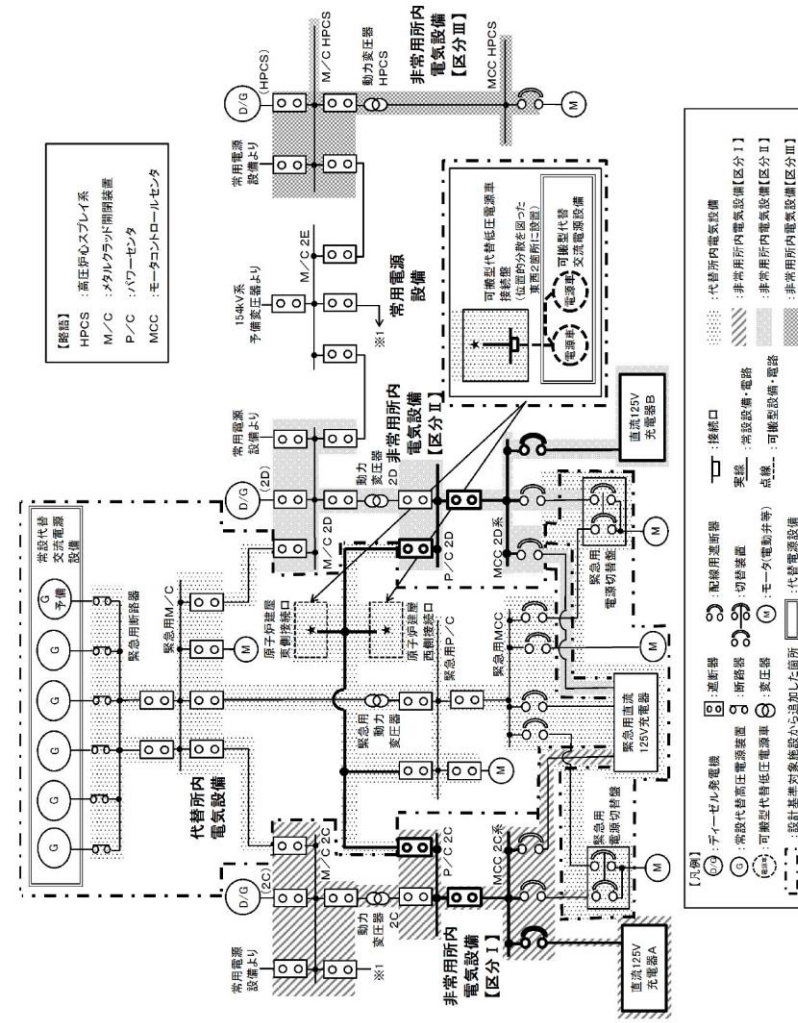 【略語】
HPCS :高圧炉心スプレイ系
M/C :メタルクラッド開閉装置
P/C :パワーセンタ
MCC :モータコントロールセンタ
常設代替
交流電源
設備
G
G
G
G
G
G
予備
緊急用断路器
緊急用M/C
M
代替所内
電気設備
常用電源
設備より
D/G
(2C)
M/C 2C
※1
動力
変圧器
2C
非常用所内
電気設備
【区分Ⅰ】
P/C 2C
MCC 2C系
直流125V
充電器A
緊急用
電源切替盤
M
緊急用
動力
変圧器
緊急用P/C
M
緊急用MCC
M
緊急用直流
125V充電器
原子炉建屋
東側接続口
原子炉建屋
西側接続口
D/G
(2D)
常用電源
設備より
M/C 2D
動力
変圧器
2D
非常用所内
電気設備
【区分Ⅱ】
P/C 2D
MCC 2D系
直流125V
充電器B
緊急用
電源切替盤
M
154kV系
予備変圧器より
M/C 2E
※1
常用電源
設備
可搬型代替低圧電源車
接続盤
(位置的分散を図った
東西2箇所に設置)
可搬型代替
交流電源設備
電源車
電源車
常用電源
設備より
D/G
(HPCS)
M/C HPCS
動力変圧器
HPCS
非常用所内
電気設備
【区分Ⅲ】
MCC HPCS
M
【凡例】
D/G :ディーゼル発電機
G :常設代替高圧電源装置
電源車 :可搬型代替低圧電源車
:設計基準対象施設から追加した箇所
:遮断器
:断路器
:変圧器
:配線用遮断器
:切替装置
M :モータ(電動弁等)
:代替電源設備
:接続口
実線 :常設設備・電路
点線 :可搬型設備・電路
:代替所内電気設備
:非常用所内電気設備【区分Ⅰ】
:非常用所内電気設備【区分Ⅱ】
:非常用所内電気設備【区分Ⅲ】